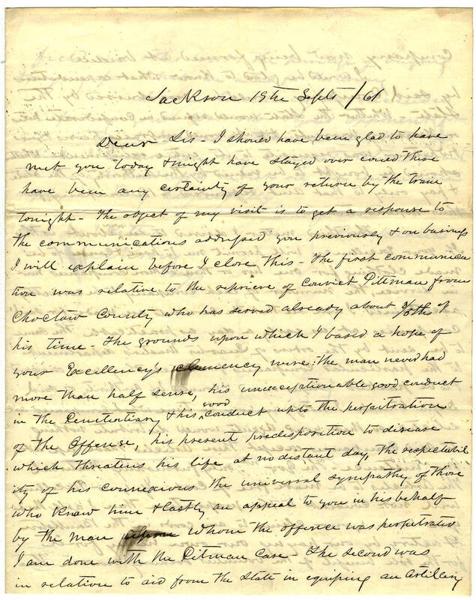 Jackson 19th Sept /61
Dear Sir - I should have been glad to have
met you today & might have stayed over could there
have been any certainty of your return by the train
tonight - The object of my visit is to get a response to
the communications addressed you previously & on business
I will explain before I close this - The first communica
tion was relative to the reprieve of Convict Pittman from
Choctaw County who has served already about of
his time - The grounds upon which I based a hope of
your Excellency's clemency were: the man never had
more than half sense, his unexceptionable good conduct
in the Penitentiary, & his good conduct up to the perpitration
of the Offense, his present predisposition to disease
which threatens his life at no distant day, the respectabil
ity of his connexions the universal sympathy of those
who know him & lastly an appeal to you in his behalf
by the man upon whom the offence was perpitrated
I am done with the Pitman Case - The second was
in relation to aid from the State in equiping an Artillery